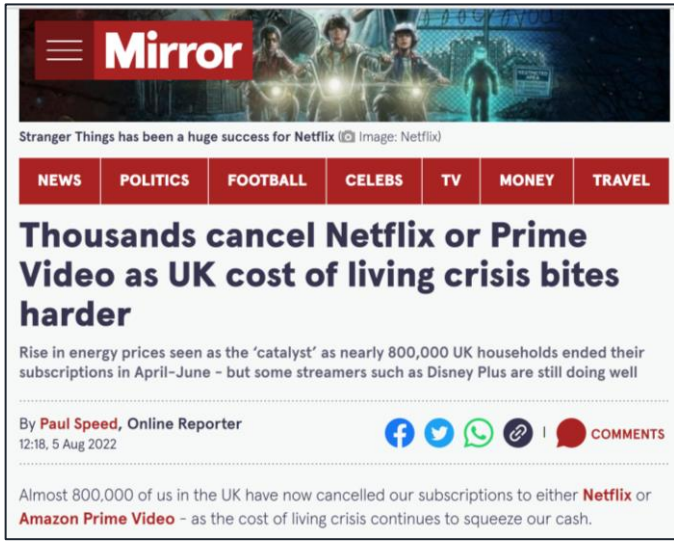 Mirror
Stranger Things has been a huge success for Netflix (Image: Netflix)
NEWS POLITICS FOOTBALL CELEBS TV MONEY TRAVEL
Thousands cancel Netflix or Prime
Video as UK cost of living crisis bites
harder
Rise in energy prices seen as the ‘catalyst’ as nearly 800,000 UK households ended their
subscriptions in April-June - but some streamers such as Disney Plus are still doing well
By Paul Speed, Online Reporter
12:18, 5 Aug 2022
COMMENTS
Almost 800,000 of us in the UK have now cancelled our subscriptions to either Netflix or
Amazon Prime Video - as the cost of living crisis continues to squeeze our cash.